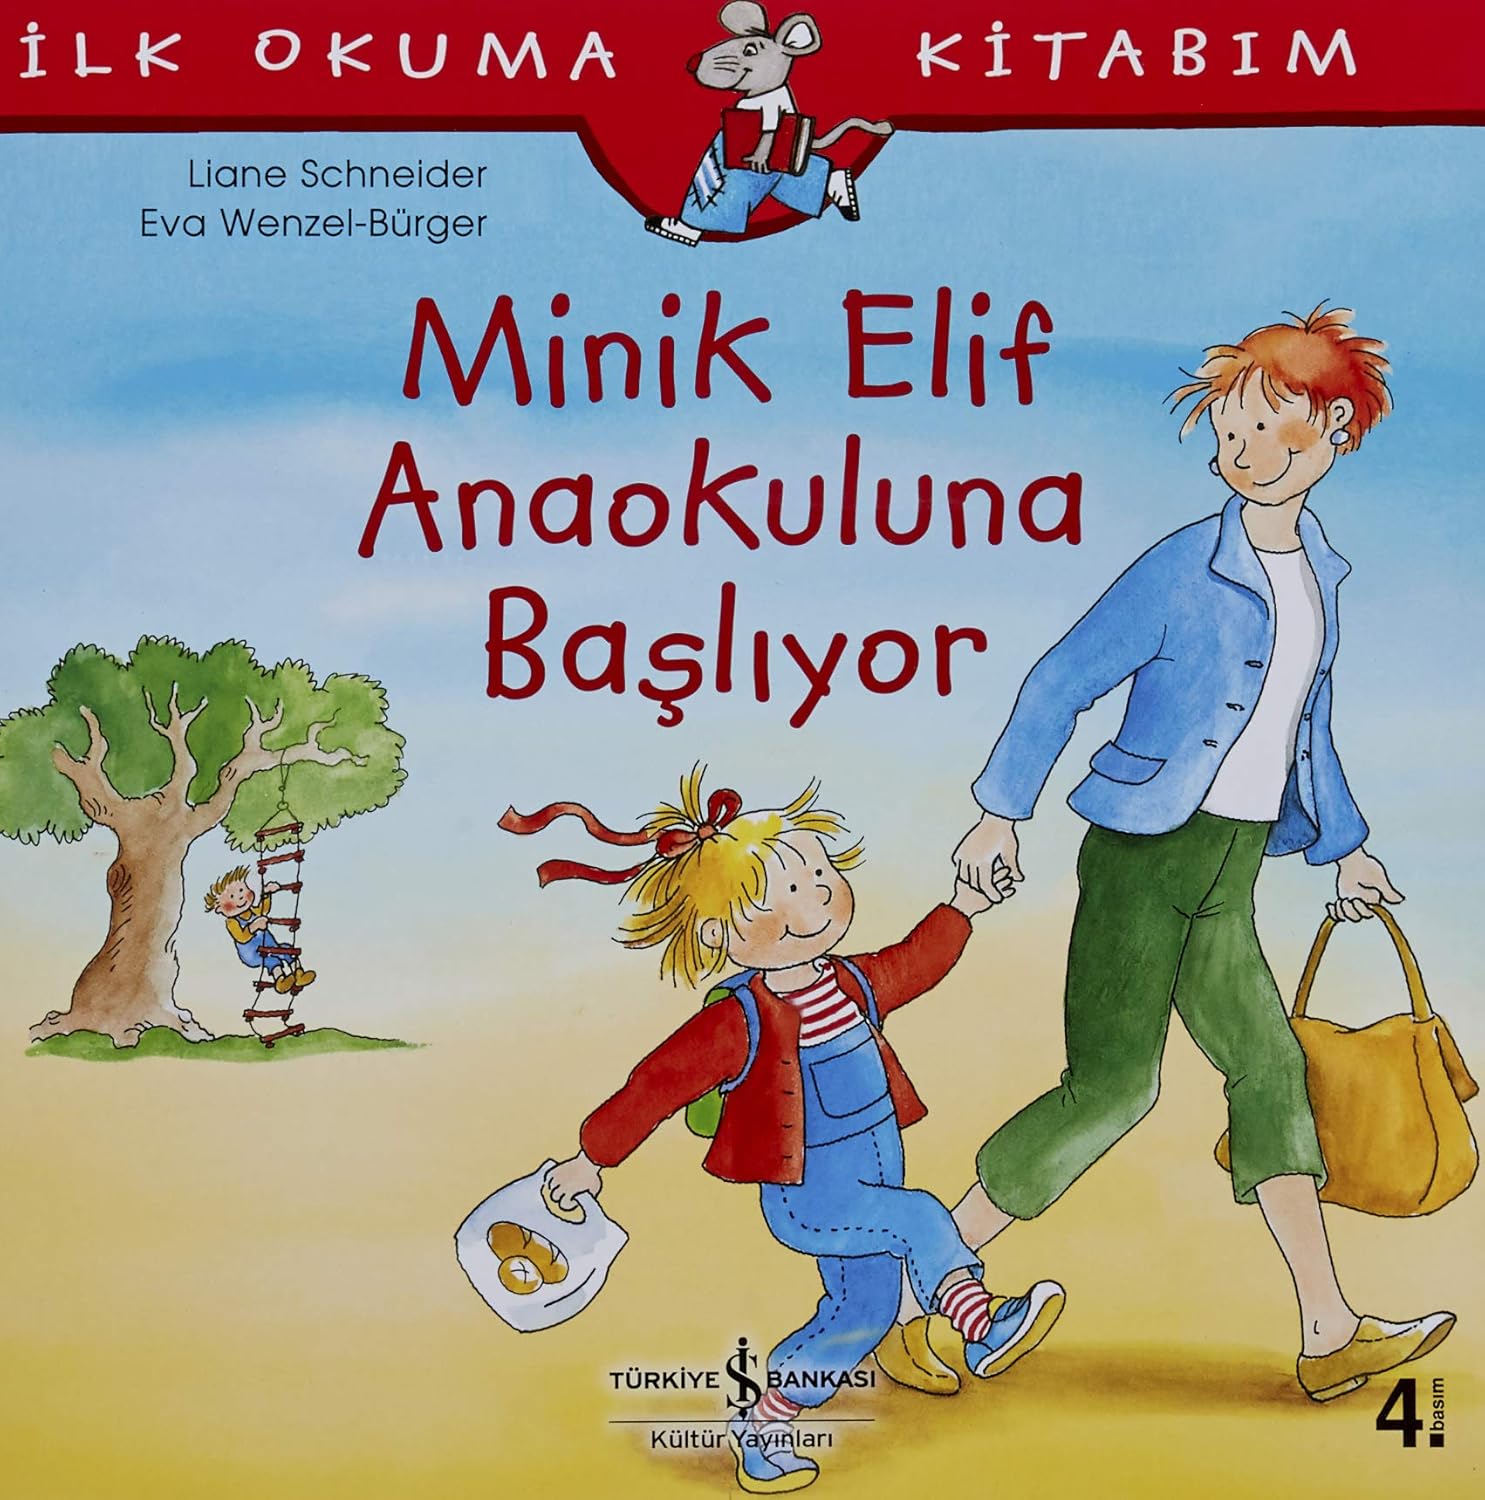 İLK OKUMA KİTABIM
Liane Schneider
Eva Wenzel-Bürger
Minik Elif
Anaokuluna
Başlıyor
TÜRKİYE İŞ BANKASI
Kültür Yayınları
4. basım